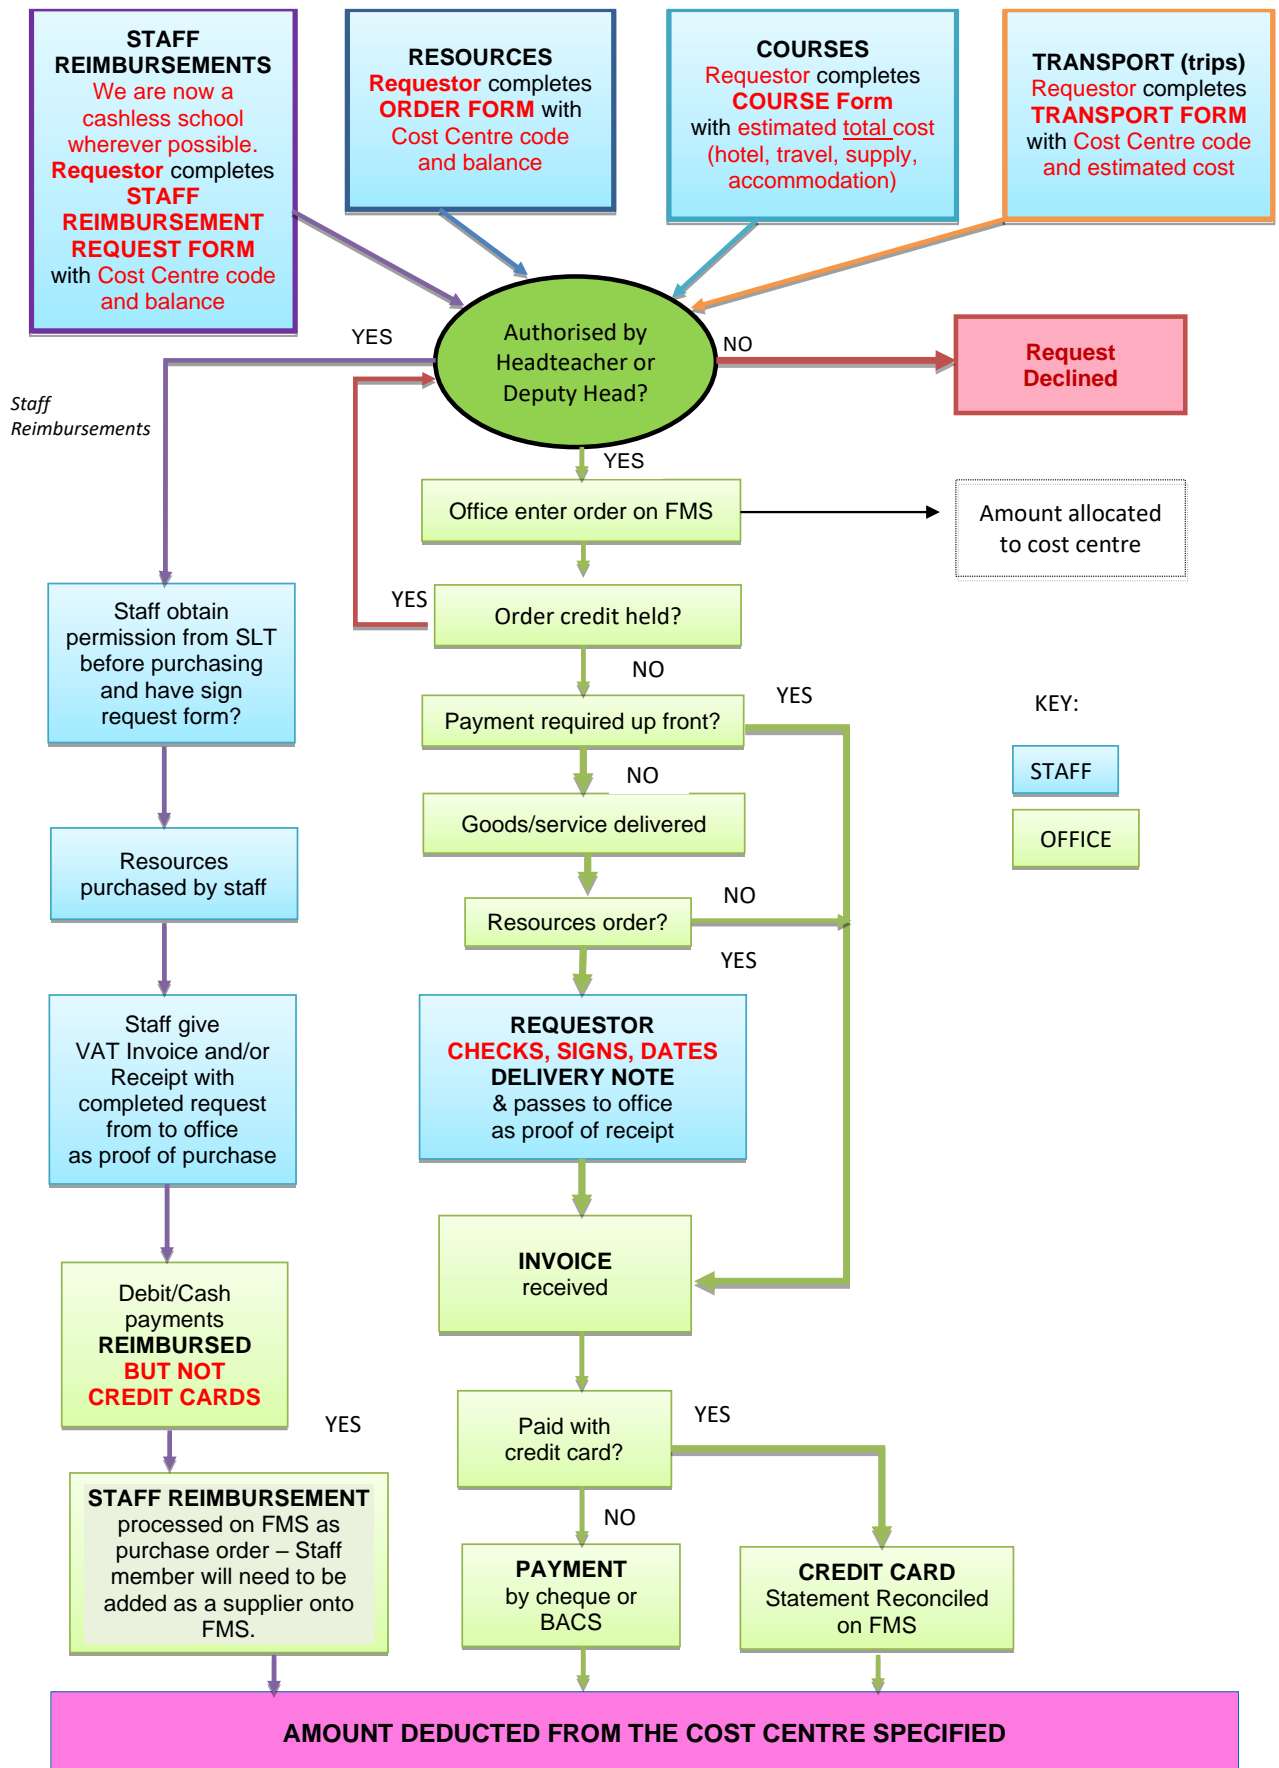 STAFF
REIMBURSEMENTS
We are now a
cashless school
wherever possible.
Requestor completes
STAFF
REIMBURSEMENT
REQUEST FORM
with Cost Centre code
and balance
RESOURCES
Requestor completes
ORDER FORM with
Cost Centre code
and balance
COURSES
Requestor completes
COURSE Form
with estimated total cost
(hotel, travel, supply,
accommodation)
TRANSPORT (trips)
Requestor completes
TRANSPORT FORM
with Cost Centre code
and estimated cost
Authorised by
Headteacher or
Deputy Head?
YES
NO
Request
Declined
Staff
Reimbursements
YES
Office enter order on FMS
Amount allocated
to cost centre
YES
Order credit held?
NO
Staff obtain
permission from SLT
before purchasing
and have sign
request form?
Payment required up front?
YES
KEY:
STAFF
OFFICE
NO
Goods/service delivered
Resources
purchased by staff
Resources order?
NO
YES
Staff give
VAT Invoice and/or
Receipt with
completed request
from to office
as proof of purchase
REQUESTOR
CHECKS, SIGNS, DATES
DELIVERY NOTE
& passes to office
as proof of receipt
INVOICE
received
Debit/Cash
payments
REIMBURSED
BUT NOT
CREDIT CARDS
YES
Paid with
credit card?
YES
NO
STAFF REIMBURSEMENT
processed on FMS as
purchase order – Staff
member will need to be
added as a supplier onto
FMS.
PAYMENT
by cheque or
BACS
CREDIT CARD
Statement Reconciled
on FMS
AMOUNT DEDUCTED FROM THE COST CENTRE SPECIFIED